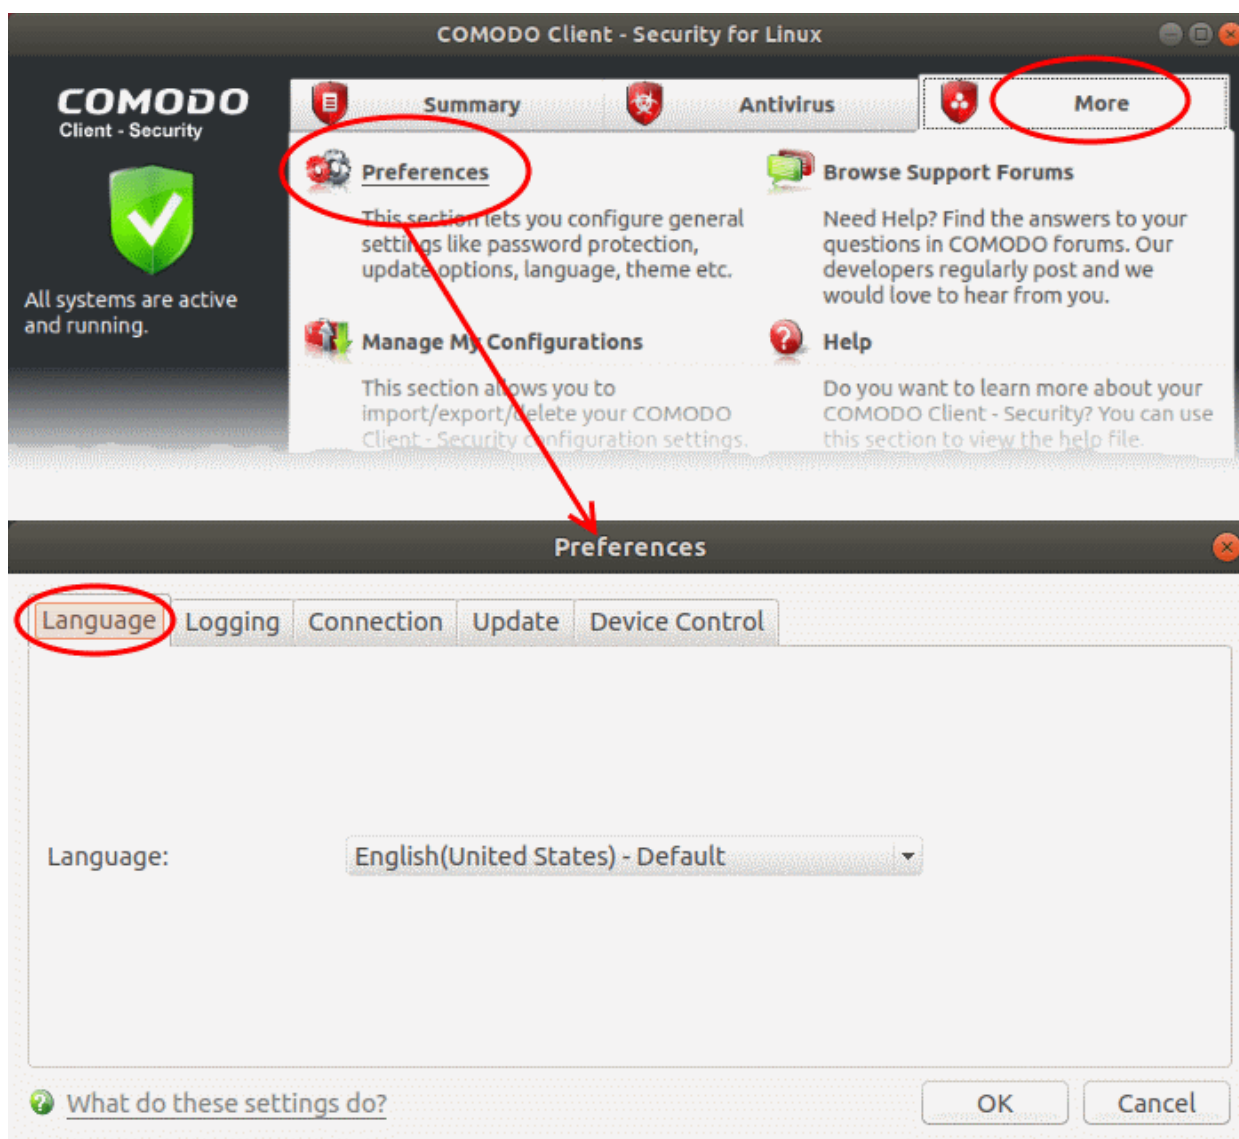 COMODO Client - Security for Linux
COMODO
Client - Security
All systems are active
and running.
Summary
Antivirus
More
Preferences
This section lets you configure general
settings like password protection,
update options, language, theme etc.
Browse Support Forums
Need Help? Find the answers to your
questions in COMODO forums. Our
developers regularly post and we
would love to hear from you.
Manage My Configurations
This section allows you to
import/export/delete your COMODO
Client - Security configuration settings.
Help
Do you want to learn more about your
COMODO Client - Security? You can use
this section to view the help file.
Preferences
Language
Logging
Connection
Update
Device Control
Language:
English(United States) - Default
What do these settings do?
OK
Cancel